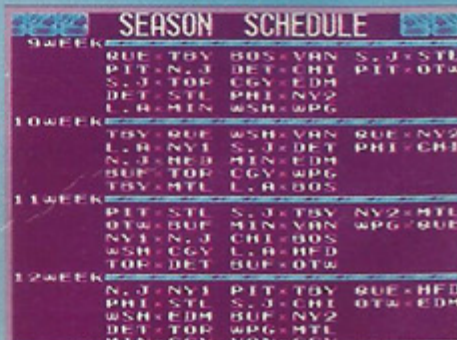 SEASON SCHEDULE
9WEEK
QUE×TBY BOS×VAN S.J×STL
PIT×N.J DET×CHI PIT×OTW
S.J×TOR CGY×EDM
DET×STL PHI×NY2
L.A×MIN WSH×WPG
10WEEK
TBY×QUE WSH×VAN QUE×NY2
L.A×NY1 S.J×DET PHI×CHI
N.J×HFD MIN×EDM
BUF×TOR CGY×WPG
TBY×MTL L.A×BOS
11WEEK
PIT×STL S.J×TBY NY2×MTL
OTW×BUF MIN×VAN WPG×QUE
NY1×N.J CHI×BOS
WSH×CGY L.A×HFD
TOR×DET BUF×OTW
12WEEK
N.J×NY1 PIT×TBY QUE×HFD
PHI×STL S.J×CHI OTW×EDM
WSH×EDM BUF×NY2
DET×TOR WPG×MTL